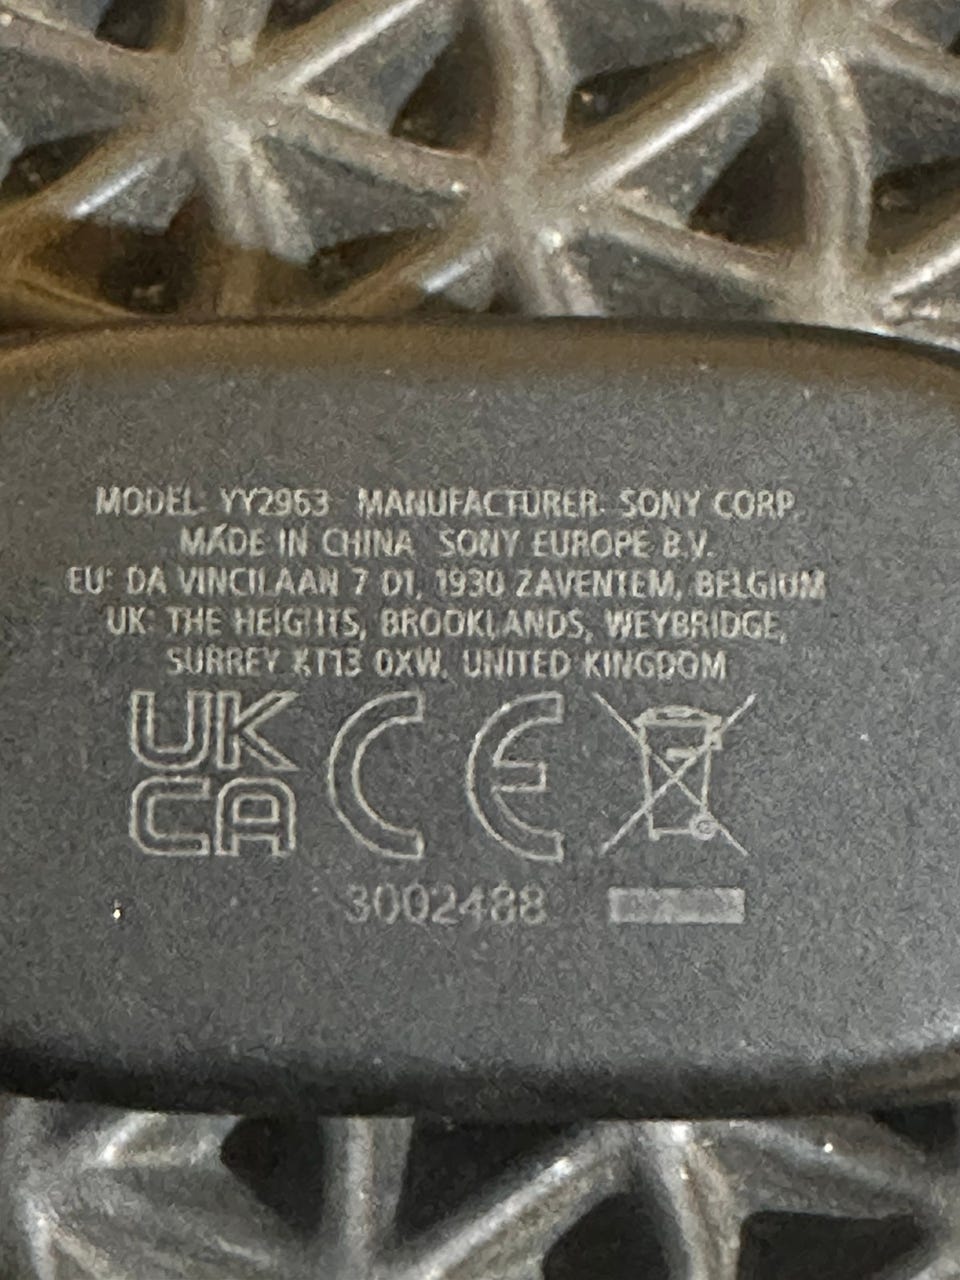 MODEL: YY2963 MANUFACTURER: SONY CORP.
MADE IN CHINA SONY EUROPE B.V.
EU: DA VINCILAAN 7 D1, 1930 ZAVENTEM, BELGIUM
UK: THE HEIGHTS, BROOKLANDS, WEYBRIDGE,
SURREY KT13 0XW, UNITED KINGDOM
UK CE
CA
3002488